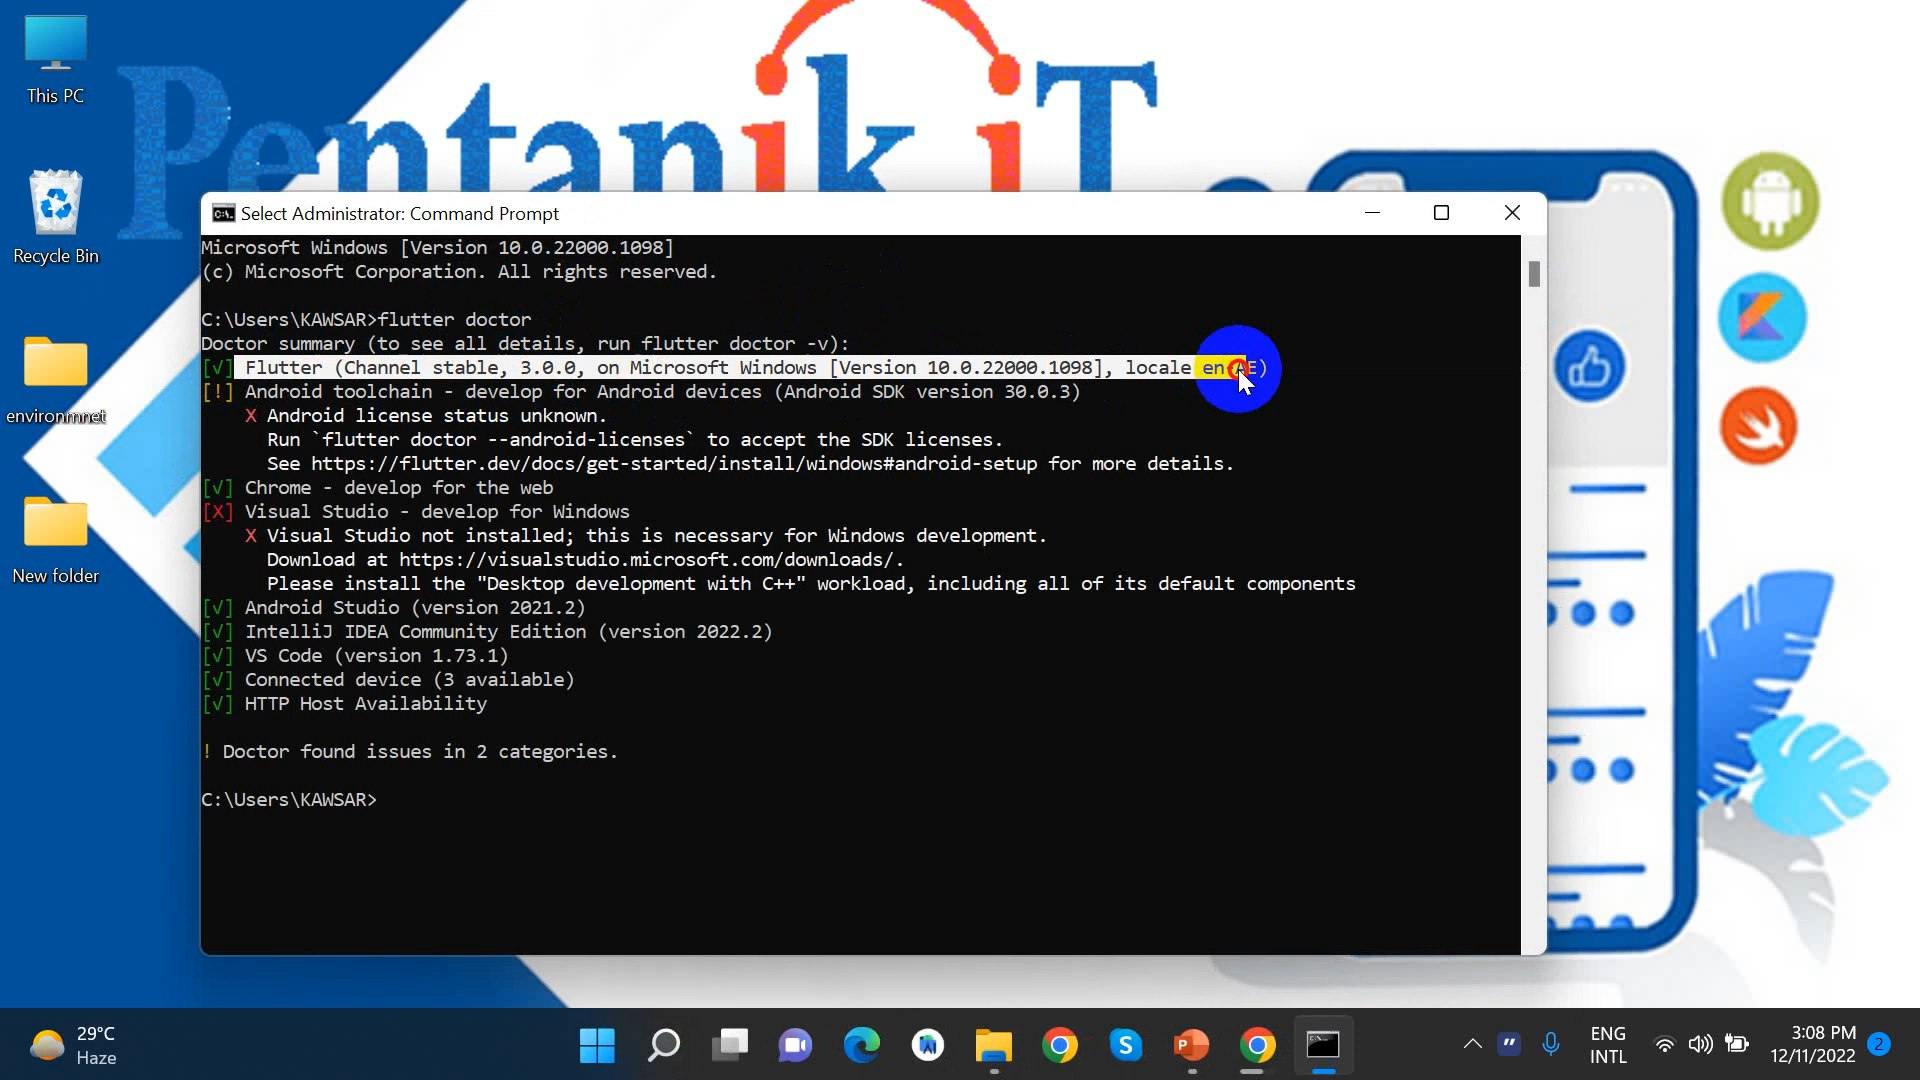 This PC
Recycle Bin
environmnet
New folder
Pentanik iT
Select Administrator: Command Prompt
Microsoft Windows [Version 10.0.22000.1098]
(c) Microsoft Corporation. All rights reserved.
C:\Users\KAWSAR>flutter doctor
Doctor summary (to see all details, run flutter doctor -v):
[√] Flutter (Channel stable, 3.0.0, on Microsoft Windows [Version 10.0.22000.1098], locale en-AE)
[!] Android toolchain - develop for Android devices (Android SDK version 30.0.3)
X Android license status unknown.
Run `flutter doctor --android-licenses` to accept the SDK licenses.
See https://flutter.dev/docs/get-started/install/windows#android-setup for more details.
[√] Chrome - develop for the web
[X] Visual Studio - develop for Windows
X Visual Studio not installed; this is necessary for Windows development.
Download at https://visualstudio.microsoft.com/downloads/.
Please install the "Desktop development with C++" workload, including all of its default components
[√] Android Studio (version 2021.2)
[√] IntelliJ IDEA Community Edition (version 2022.2)
[√] VS Code (version 1.73.1)
[√] Connected device (3 available)
[√] HTTP Host Availability
! Doctor found issues in 2 categories.
C:\Users\KAWSAR>
29°C
Haze
ENG
INTL
3:08 PM
12/11/2022
2